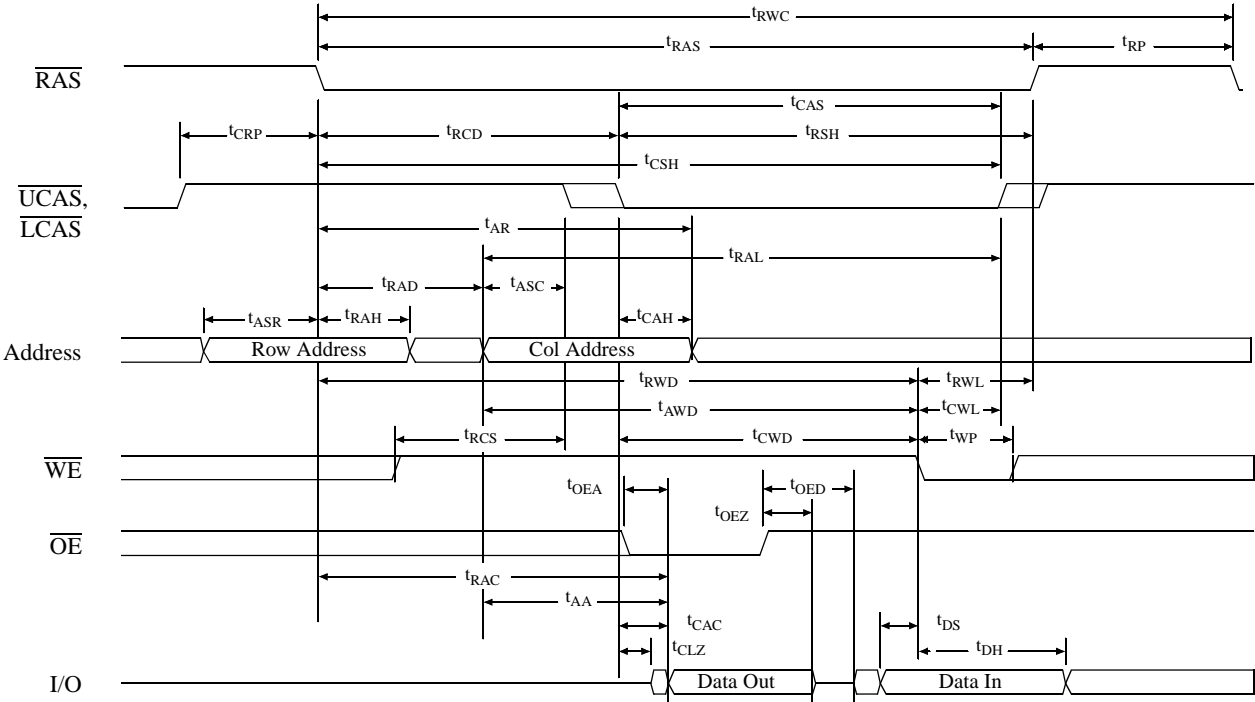 tRWC
tRAS tRP
RAS
tCAS
tCRP tRCD tRSH
tCSH
UCAS,
LCAS
tAR
tRAL
tRAD tASC
tASR tRAH tCAH
Address Row Address Col Address
tRWD tRWL
tAWD tCWL
tRCS tCWD tWP
WE
tOEA tOED
tOEZ
OE
tRAC
tAA
tCAC tDS
tCLZ tDH
I/O Data Out Data In